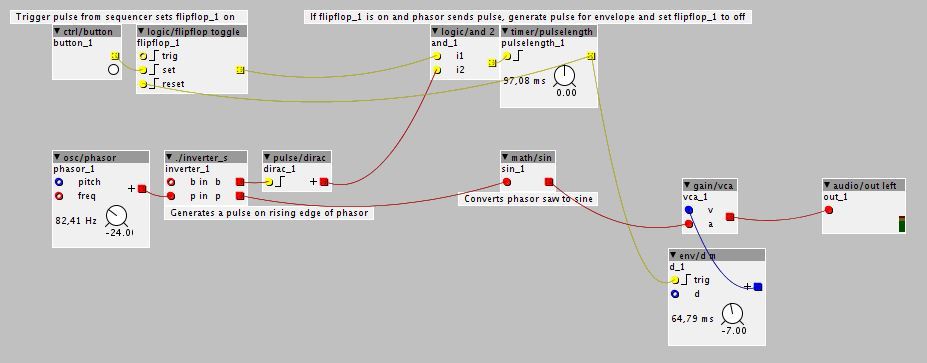 Trigger pulse from sequencer sets flipflop_1 on
If flipflop_1 is on and phasor sends pulse, generate pulse for envelope and set flipflop_1 to off
ctrl/button
button_1
logic/flipflop toggle
flipflop_1
trig
set
reset
logic/and 2
and_1
i1
i2
timer/pulselength
pulselength_1
97,08 ms
0.00
osc/phasor
phasor_1
pitch
freq
82,41 Hz
-24.00
./inverter_s
inverter_1
b in b
p in p
pulse/dirac
dirac_1
Generates a pulse on rising edge of phasor
math/sin
sin_1
Converts phasor saw to sine
gain/vca
vca_1
v
a
audio/out left
out_1
env/d m
d_1
trig
d
64,79 ms
-7.00